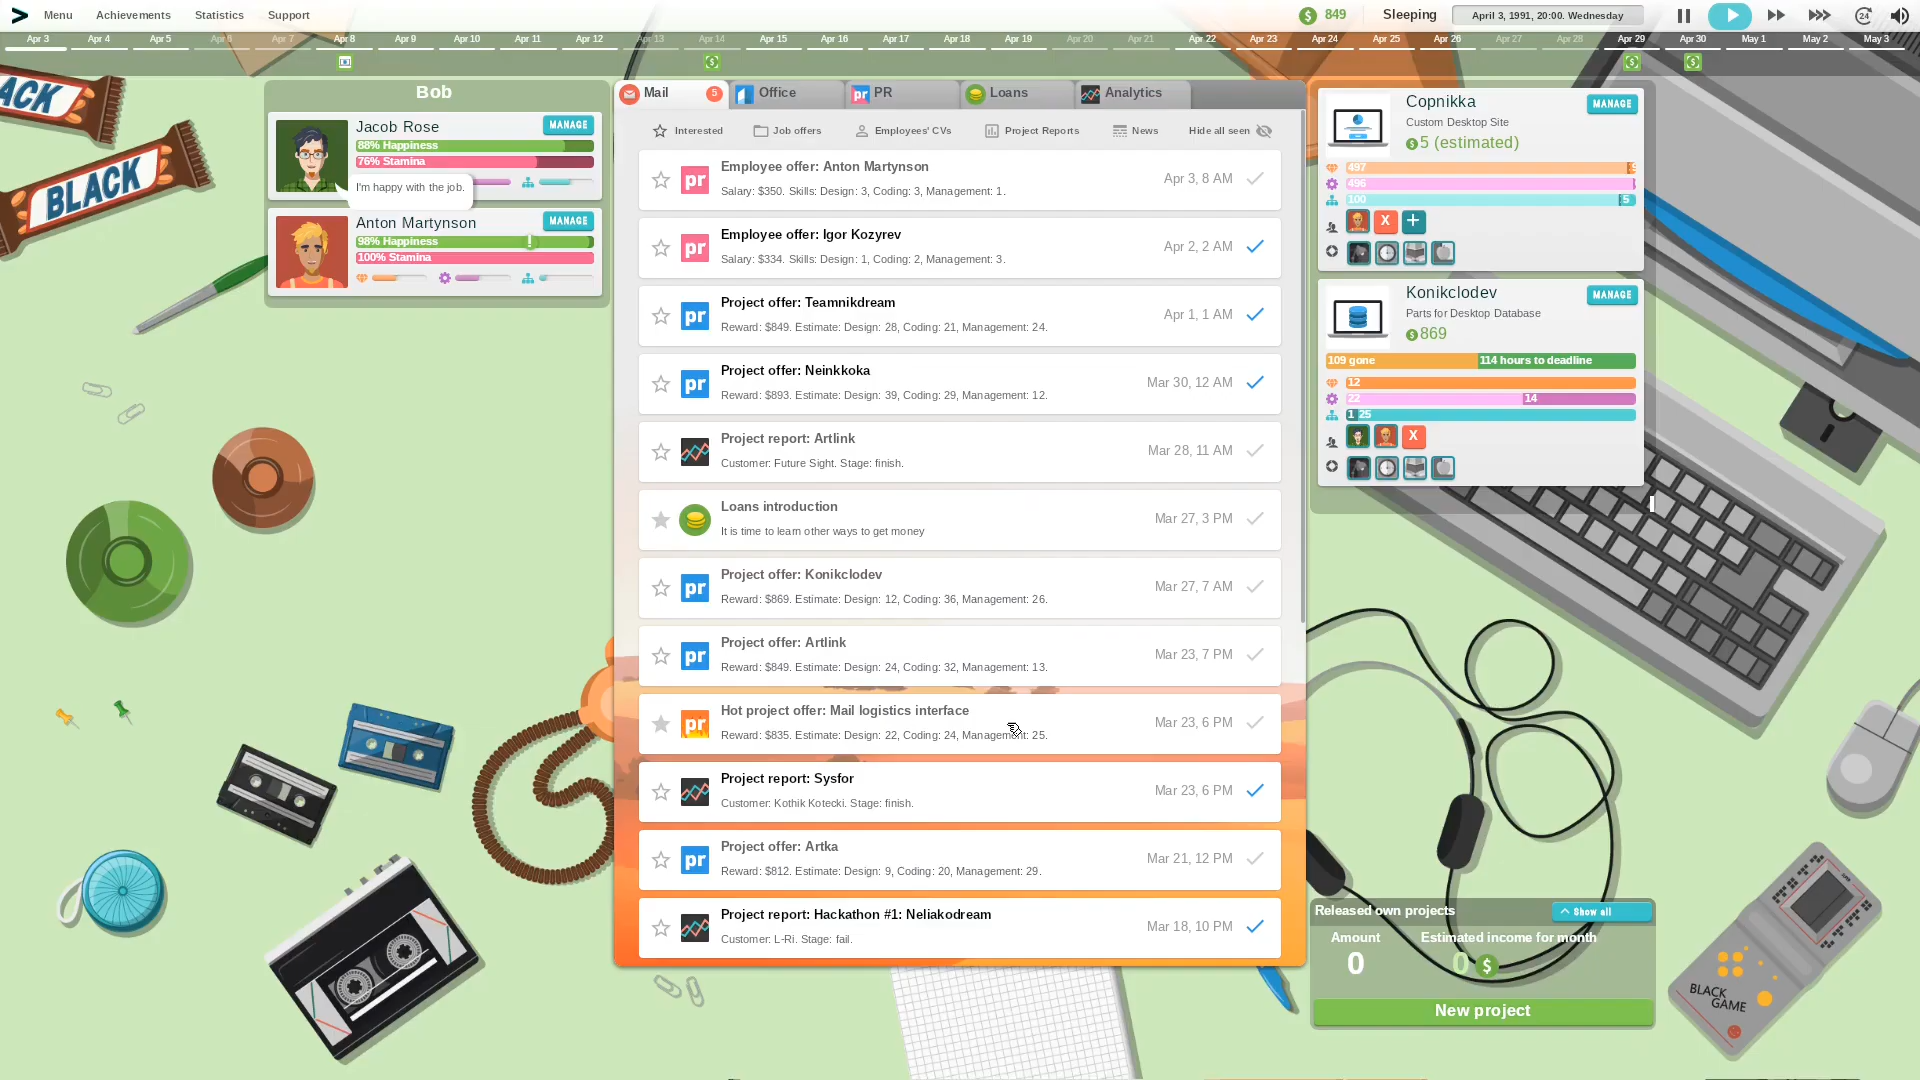 Menu Achievements Statistics Support 849 Sleeping April 3, 1991, 20:00. Wednesday 24
Apr 3 Apr 4 Apr 5 Apr 6 Apr 7 Apr 8 Apr 9 Apr 10 Apr 11 Apr 12 Apr 13 Apr 14 Apr 15 Apr 16 Apr 17 Apr 18 Apr 19 Apr 20 Apr 21 Apr 22 Apr 23 Apr 24 Apr 25 Apr 26 Apr 27 Apr 28 Apr 29 Apr 30 May 1 May 2 May 3
Bob
Jacob Rose MANAGE
88% Happiness
76% Stamina
I'm happy with the job.
Anton Martynson MANAGE
98% Happiness
100% Stamina
Mail 5 Office PR Loans Analytics
Interested Job offers Employees' CVs Project Reports News Hide all seen
Employee offer: Anton Martynson
Salary: $350. Skills: Design: 3, Coding: 3, Management: 1.
Apr 3, 8 AM
Employee offer: Igor Kozyrev
Salary: $334. Skills: Design: 1, Coding: 2, Management: 3.
Apr 2, 2 AM
Project offer: Teamnikdream
Reward: $849. Estimate: Design: 28, Coding: 21, Management: 24.
Apr 1, 1 AM
Project offer: Neinkkoka
Reward: $893. Estimate: Design: 39, Coding: 29, Management: 12.
Mar 30, 12 AM
Project report: Artlink
Customer: Future Sight. Stage: finish.
Mar 28, 11 AM
Loans introduction
It is time to learn other ways to get money
Mar 27, 3 PM
Project offer: Konikclodev
Reward: $869. Estimate: Design: 12, Coding: 36, Management: 26.
Mar 27, 7 AM
Project offer: Artlink
Reward: $849. Estimate: Design: 24, Coding: 32, Management: 13.
Mar 23, 7 PM
Hot project offer: Mail logistics interface
Reward: $835. Estimate: Design: 22, Coding: 24, Management: 25.
Mar 23, 6 PM
Project report: Sysfor
Customer: Kothik Kotecki. Stage: finish.
Mar 23, 6 PM
Project offer: Artka
Reward: $812. Estimate: Design: 9, Coding: 20, Management: 29.
Mar 21, 12 PM
Project report: Hackathon #1: Neliakodream
Customer: L-Ri. Stage: fail.
Mar 18, 10 PM
pr
pr
pr
pr
pr
pr
pr
pr
Copnikka MANAGE
Custom Desktop Site
5 (estimated)
497
496
100 5
X +
Konikclodev MANAGE
Parts for Desktop Database
869
109 gone 114 hours to deadline
12
22 14
1 25
X
Released own projects Show all
Amount Estimated income for month
0 0
New project
BLACK
BLACK
BLACK GAME